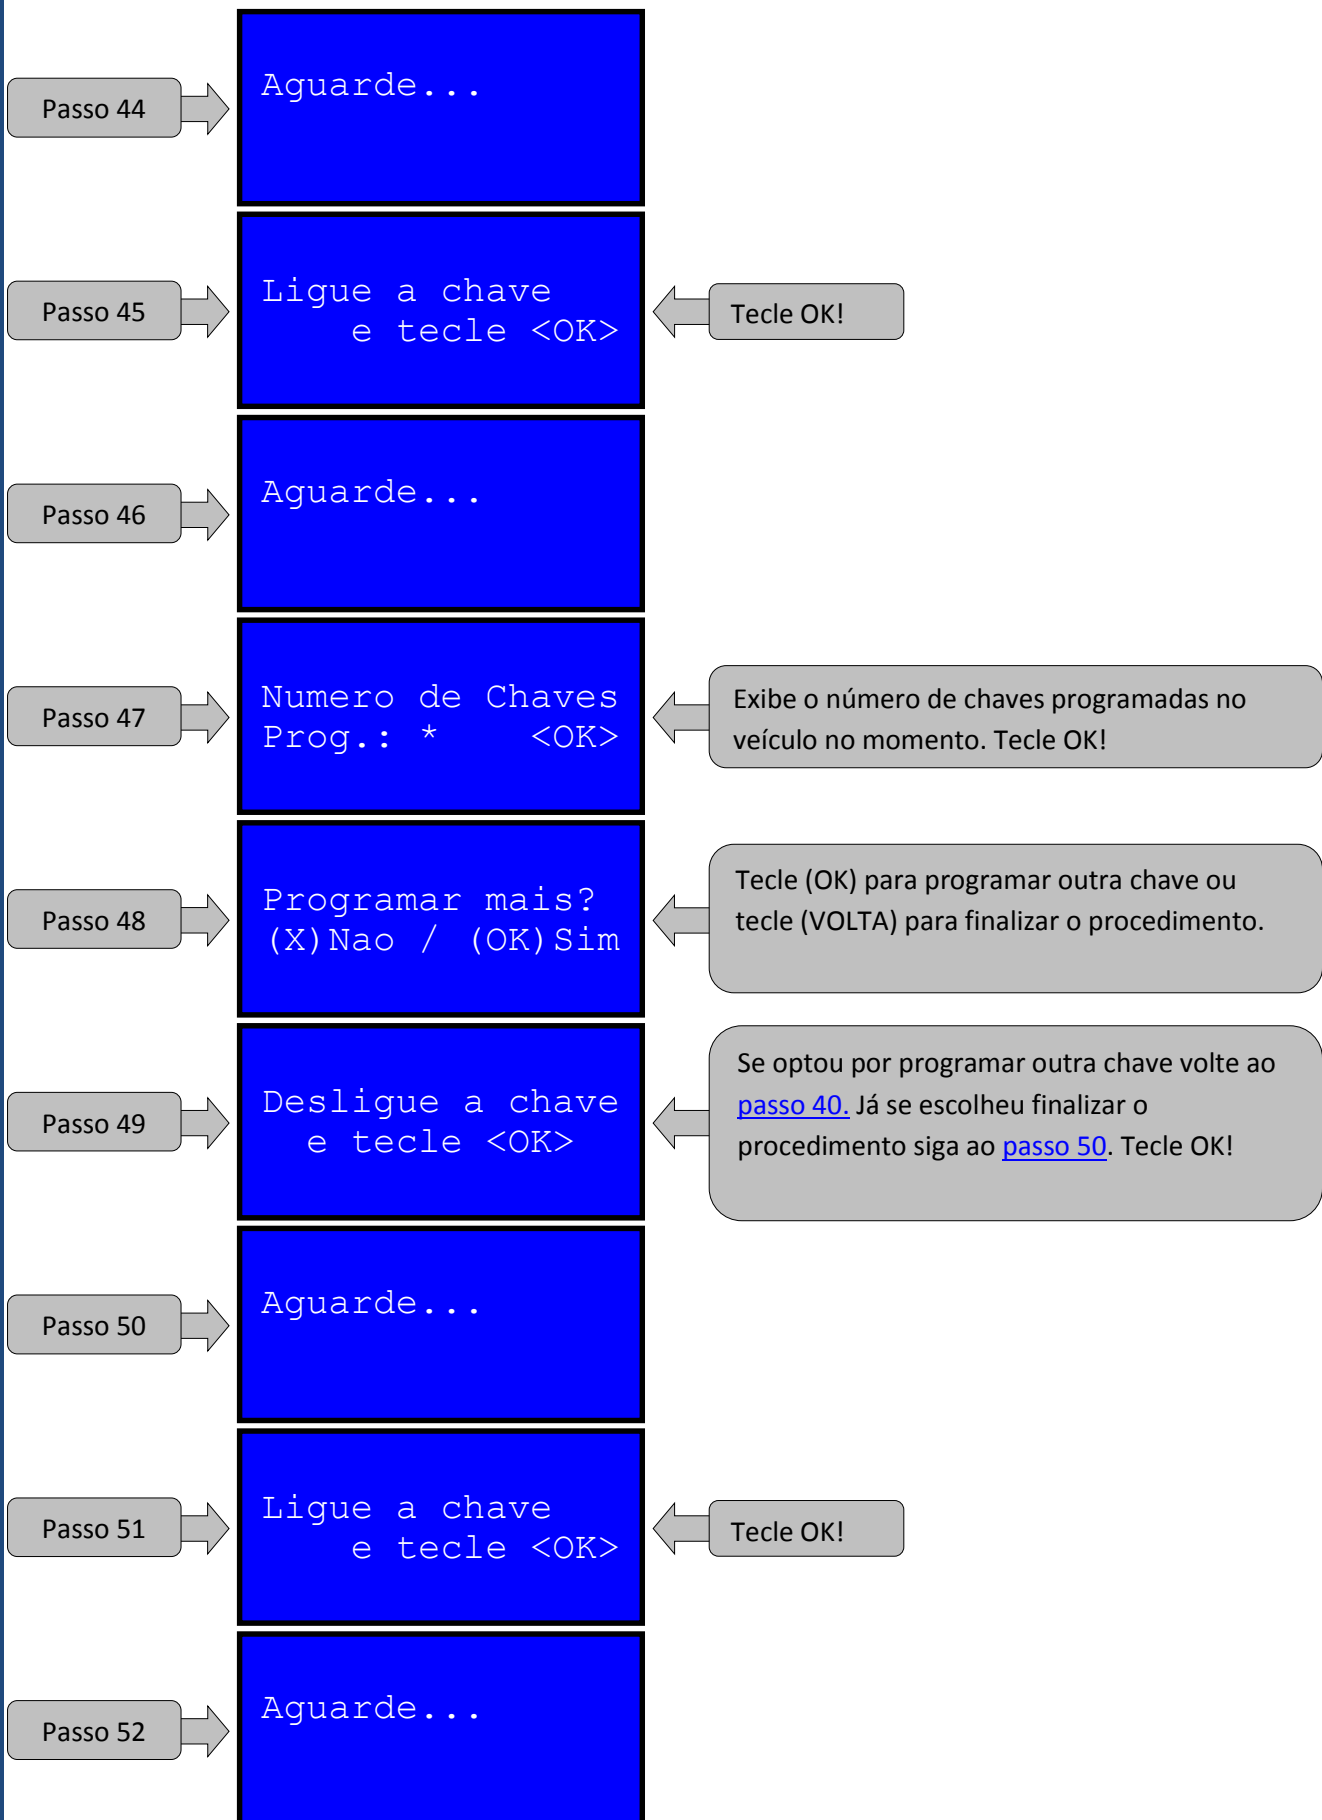 Passo 44
Aguarde...
Passo 45
Ligue a chave
e tecle <OK>
Tecle OK!
Passo 46
Aguarde...
Passo 47
Numero de Chaves
Prog.: * <OK>
Exibe o número de chaves programadas no
veículo no momento. Tecle OK!
Passo 48
Programar mais?
(X)Nao / (OK)Sim
Tecle (OK) para programar outra chave ou
tecle (VOLTA) para finalizar o procedimento.
Passo 49
Desligue a chave
e tecle <OK>
Se optou por programar outra chave volte ao
passo 40. Já se escolheu finalizar o
procedimento siga ao passo 50. Tecle OK!
Passo 50
Aguarde...
Passo 51
Ligue a chave
e tecle <OK>
Tecle OK!
Passo 52
Aguarde...